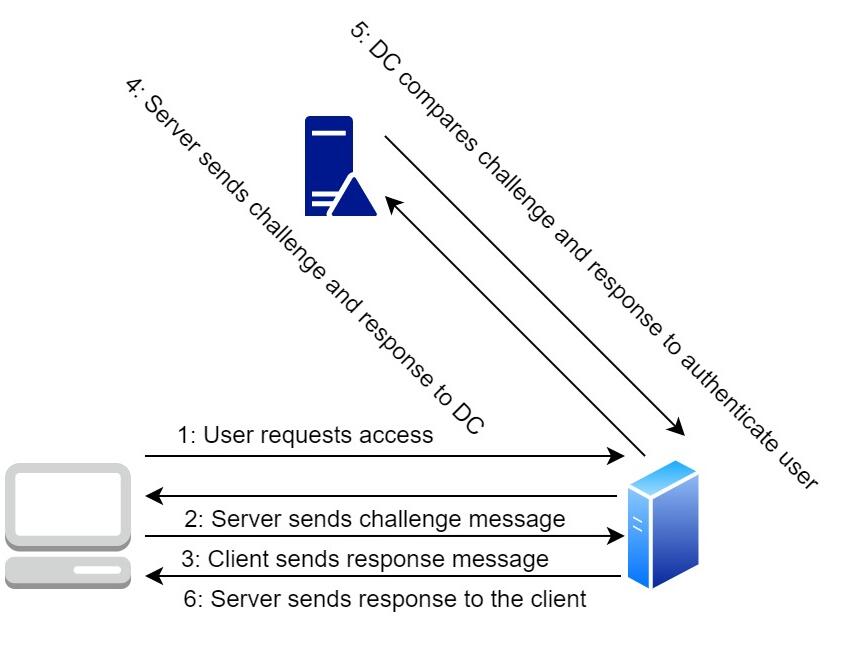 5: DC compares challenge and response to authenticate user
4: Server sends challenge and response to DC
1: User requests access
2: Server sends challenge message
3: Client sends response message
6: Server sends response to the client